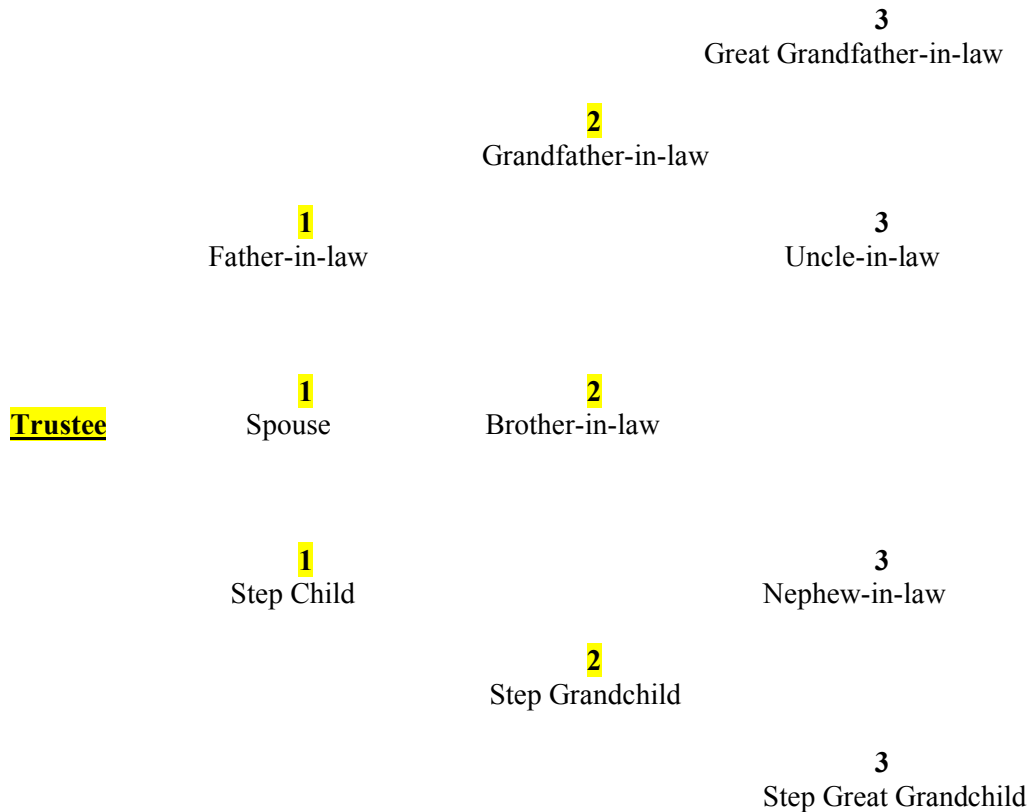 3
Great Grandfather-in-law
2
Grandfather-in-law
1 3
Father-in-law Uncle-in-law
1 2
Trustee Spouse Brother-in-law
1 3
Step Child Nephew-in-law
2
Step Grandchild
3
Step Great Grandchild